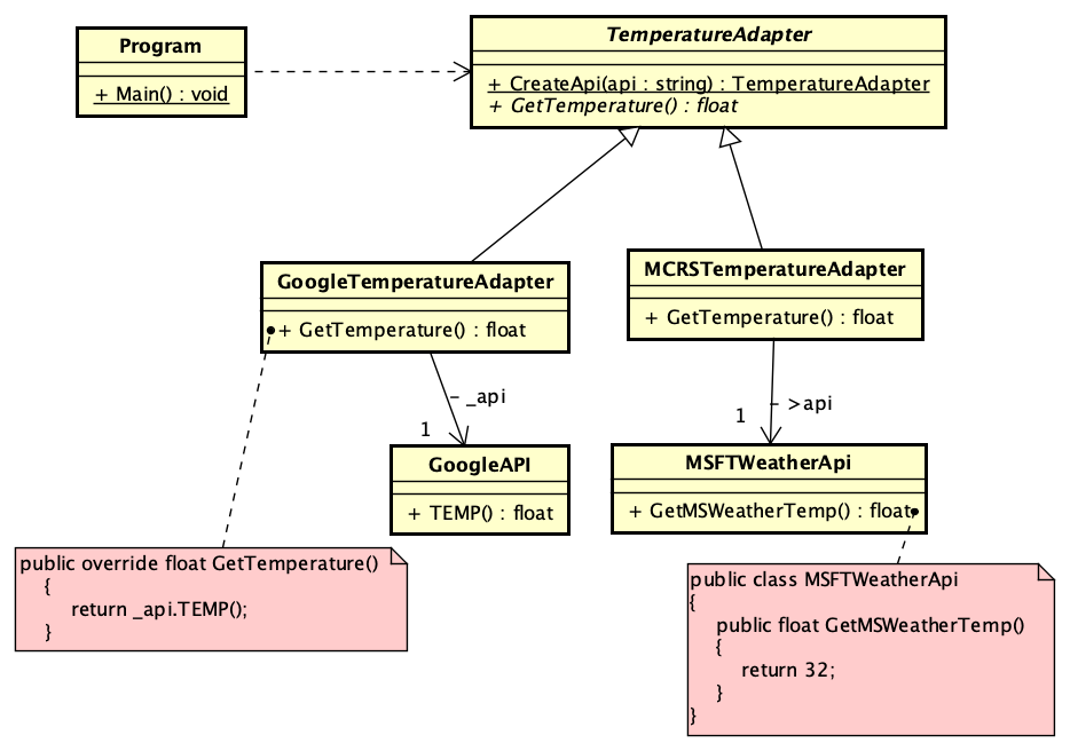 Program
+ Main() : void
TemperatureAdapter
+ CreateApi(api : string) : TemperatureAdapter
+ GetTemperature() : float
GoogleTemperatureAdapter
+ GetTemperature() : float
MCRSTemperatureAdapter
+ GetTemperature() : float
- _api
1
- >api
1
GoogleAPI
+ TEMP() : float
MSFTWeatherApi
+ GetMSWeatherTemp() : float
public override float GetTemperature()
{
return _api.TEMP();
}
public class MSFTWeatherApi
{
public float GetMSWeatherTemp()
{
return 32;
}
}